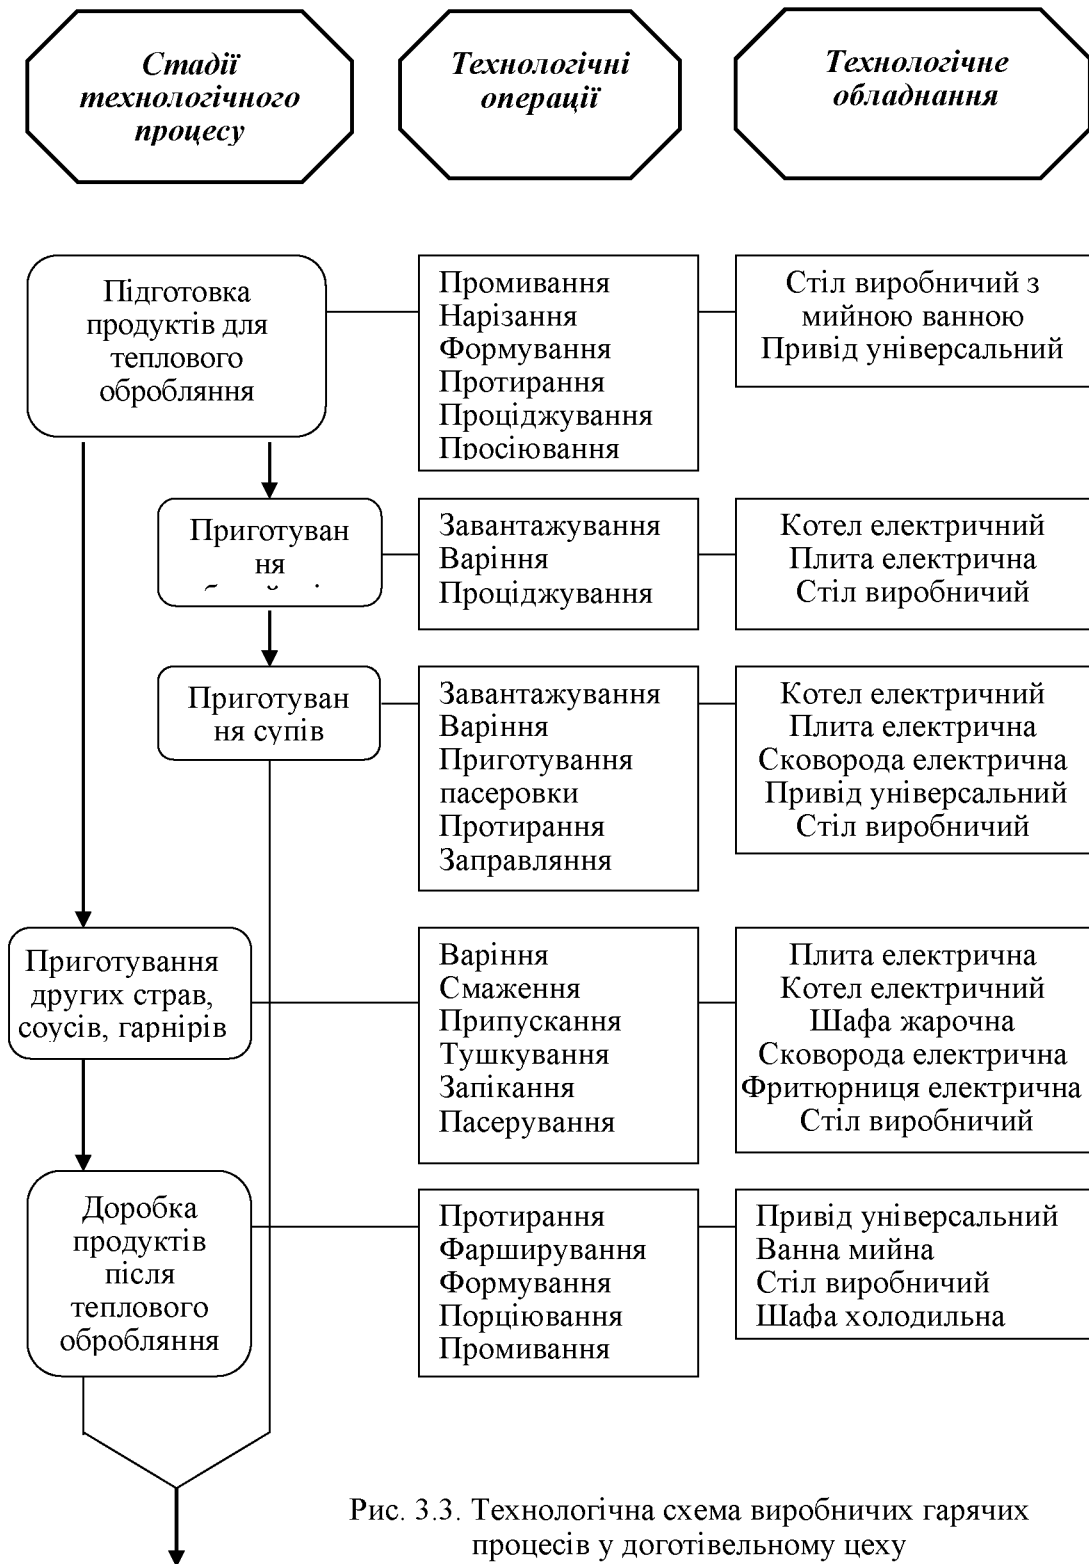 Стадії
технологічного
процесу
Технологічні
операції
Технологічне
обладнання
Підготовка
продуктів для
теплового
обробляння
Промивання
Нарізання
Формування
Протирання
Проціджування
Просіювання
Стіл виробничий з
мийною ванною
Привід універсальний
Приготуван
ня
Завантажування
Варіння
Проціджування
Котел електричний
Плита електрична
Стіл виробничий
Приготуван
ня супів
Завантажування
Варіння
Приготування
пасеровки
Протирання
Заправляння
Котел електричний
Плита електрична
Сковорода електрична
Привід універсальний
Стіл виробничий
Приготування
других страв,
соусів, гарнірів
Варіння
Смаження
Припускання
Тушкування
Запікання
Пасерування
Плита електрична
Котел електричний
Шафа жарочна
Сковорода електрична
Фритюрниця електрична
Стіл виробничий
Доробка
продуктів
після
теплового
обробляння
Протирання
Фарширування
Формування
Порціювання
Промивання
Привід універсальний
Ванна мийна
Стіл виробничий
Шафа холодильна
Рис. 3.3. Технологічна схема виробничих гарячих
процесів у доготівельному цеху